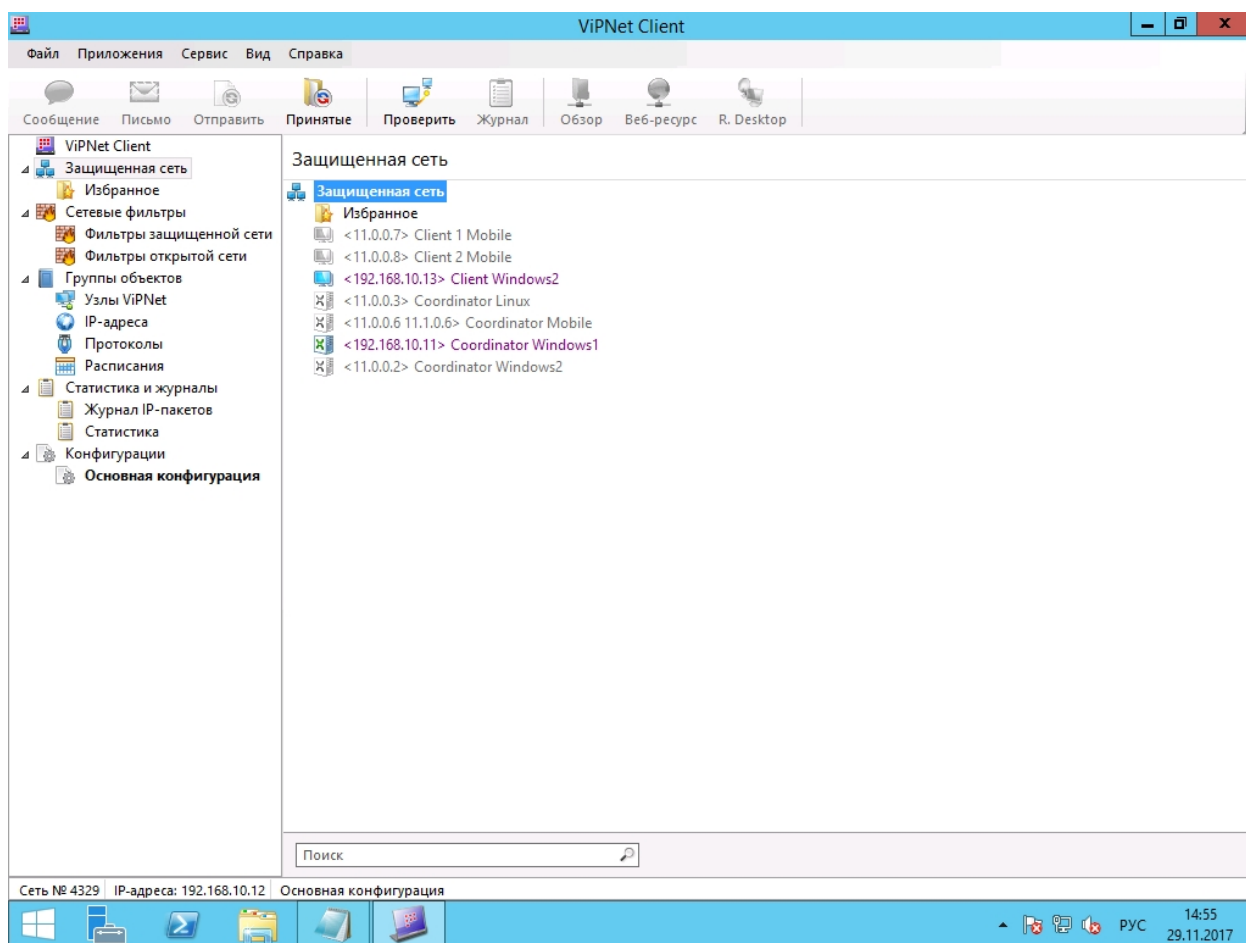 ViPNet Client
Файл Приложения Сервис Вид Справка
Сообщение Письмо Отправить Принятые Проверить Журнал Обзор Веб-ресурс R. Desktop
ViPNet Client
Защищенная сеть
Избранное
Сетевые фильтры
Фильтры защищенной сети
Фильтры открытой сети
Группы объектов
Узлы ViPNet
IP-адреса
Протоколы
Расписания
Статистика и журналы
Журнал IP-пакетов
Статистика
Конфигурации
Основная конфигурация
Защищенная сеть
Защищенная сеть
Избранное
<11.0.0.7> Client 1 Mobile
<11.0.0.8> Client 2 Mobile
<192.168.10.13> Client Windows2
<11.0.0.3> Coordinator Linux
<11.0.0.6 11.1.0.6> Coordinator Mobile
<192.168.10.11> Coordinator Windows1
<11.0.0.2> Coordinator Windows2
Поиск
Сеть № 4329 IP-адреса: 192.168.10.12 Основная конфигурация
РУС 14:55
29.11.2017